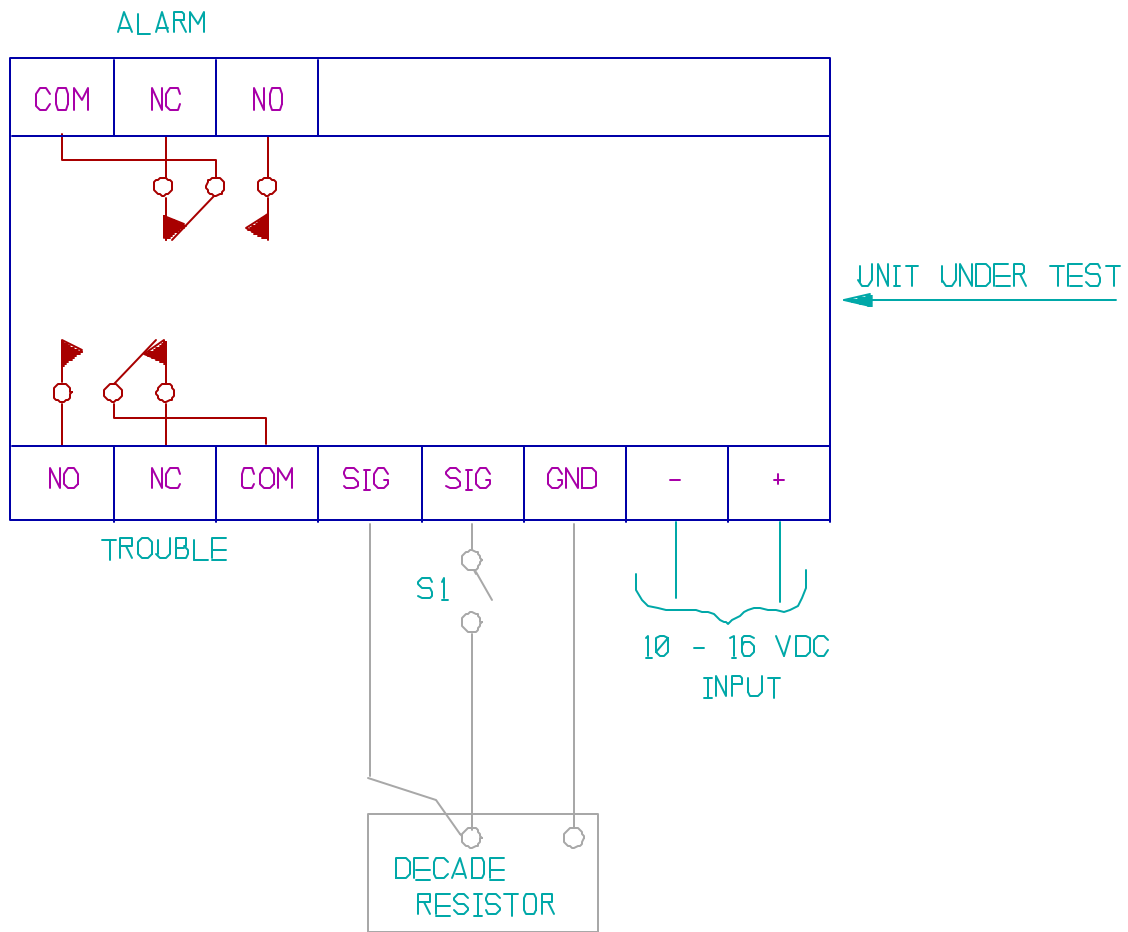 ALARM
COM NC NO
UNIT UNDER TEST
NO NC COM SIG SIG GND - +
TROUBLE
S1
10 - 16 VDC
INPUT
DECADE
RESISTOR